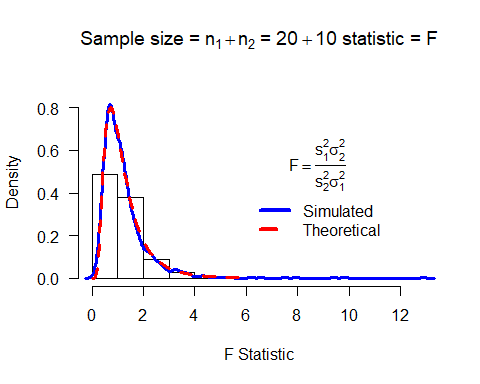 Sample size = n₁+n₂ = 20+10 statistic = F
Density
0.8
0.6
0.4
0.2
0.0
F = s₁²σ₂² / s₂²σ₁²
Simulated
Theoretical
0 2 4 6 8 10 12
F Statistic